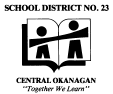 SCHOOL DISTRICT NO. 23
CENTRAL OKANAGAN
"Together We Learn"